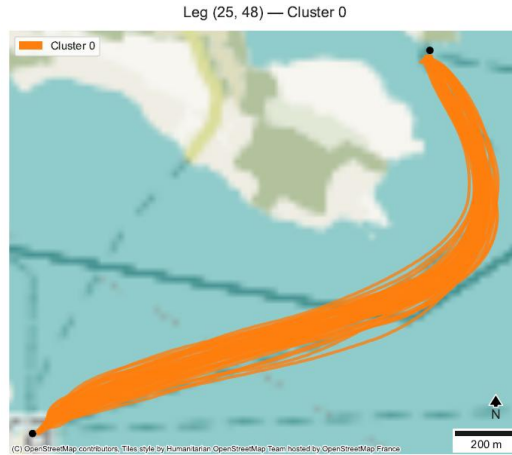 Leg (25, 48) — Cluster 0
Cluster 0
N
200 m
(C) OpenStreetMap contributors, Tiles style by Humanitarian OpenStreetMap Team hosted by OpenStreetMap France